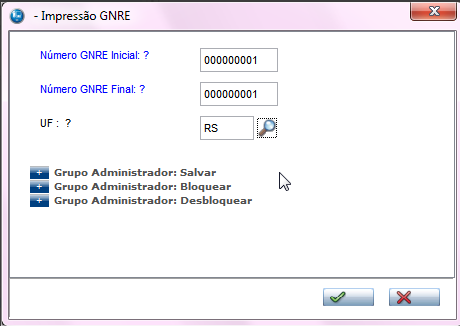 - Impressão GNRE
Número GNRE Inicial: ? 000000001
Número GNRE Final: ? 000000001
UF : ? RS
+ Grupo Administrador: Salvar
+ Grupo Administrador: Bloquear
+ Grupo Administrador: Desbloquear